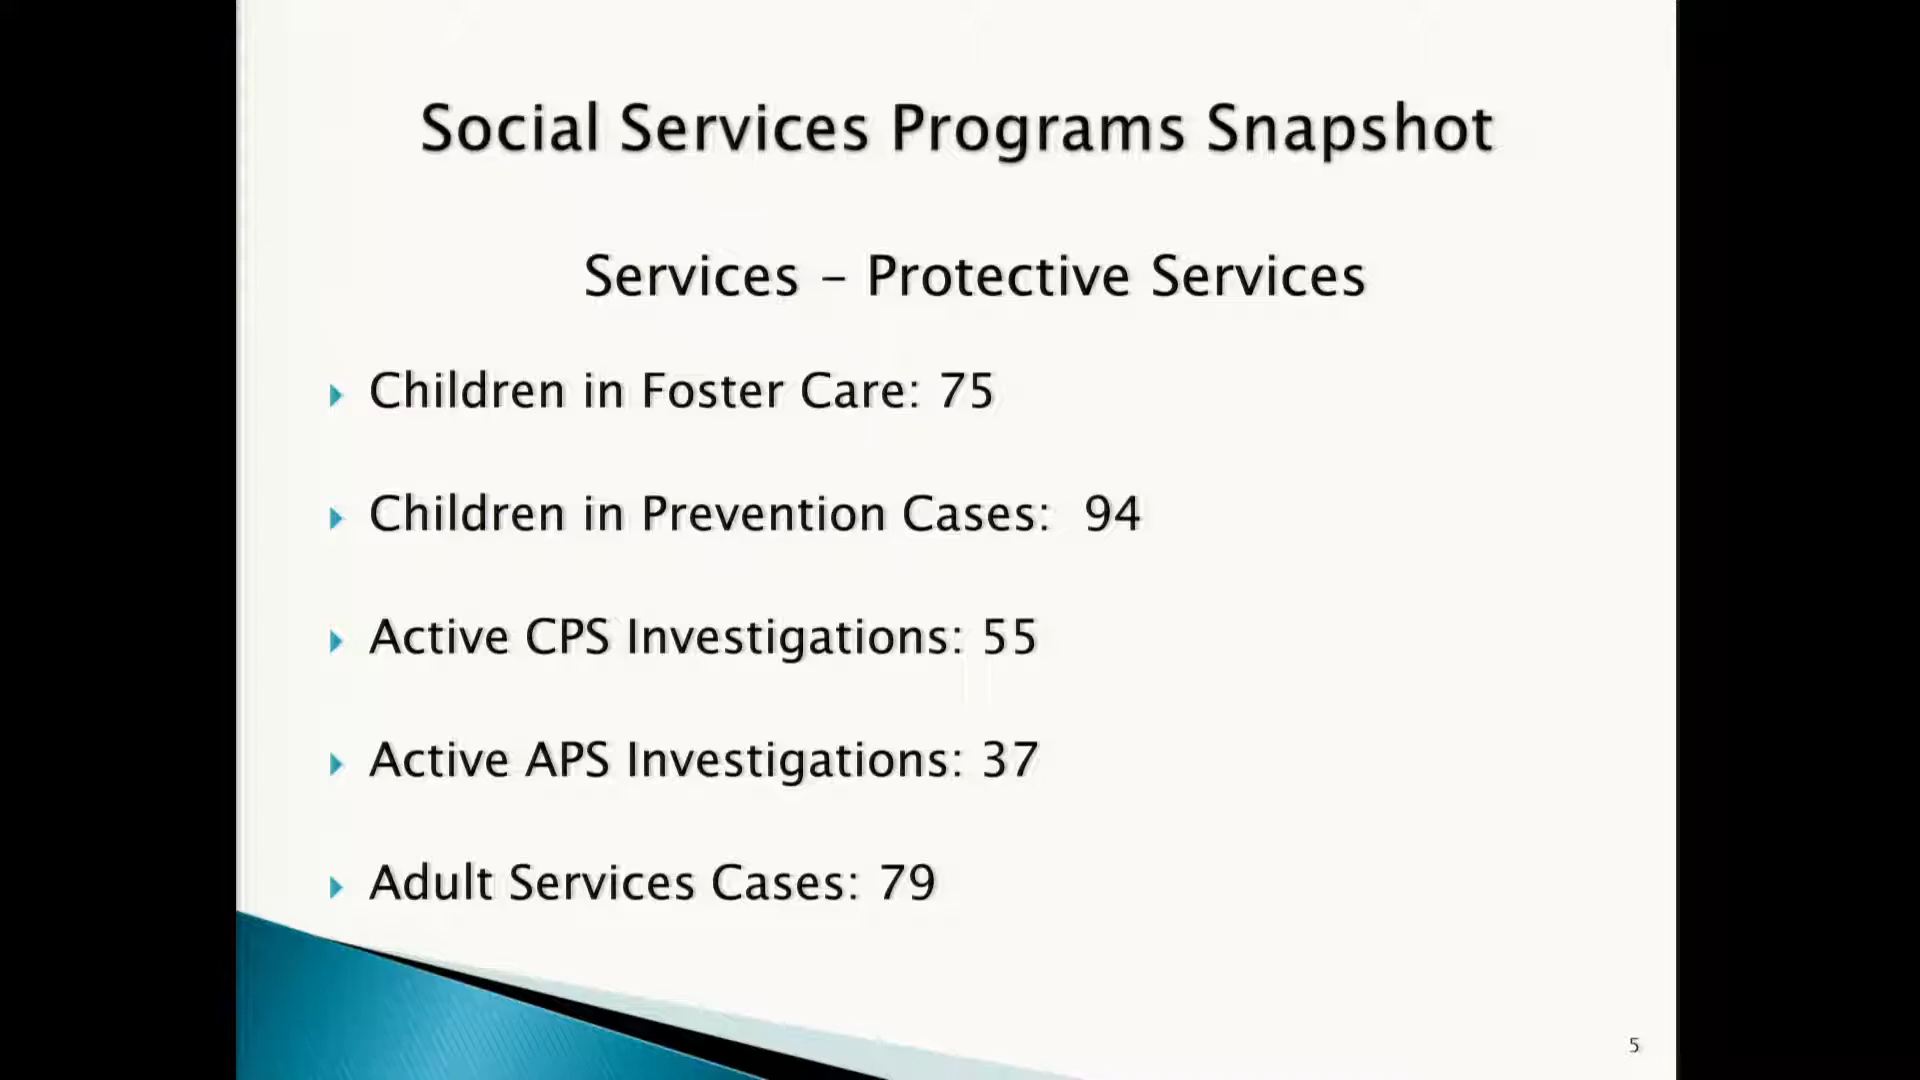 Social Services Programs Snapshot
Services – Protective Services
Children in Foster Care: 75
Children in Prevention Cases:  94
Active CPS Investigations: 55
Active APS Investigations: 37
Adult Services Cases: 79
5